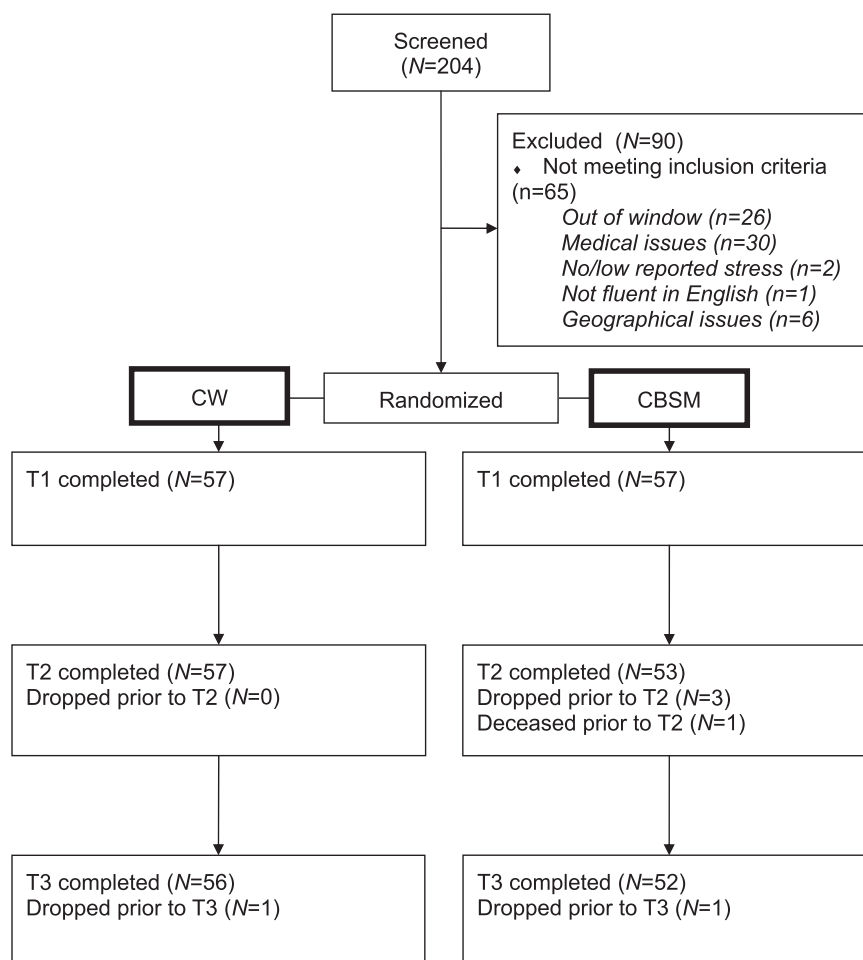 Screened
(N=204)
Excluded (N=90)
♦ Not meeting inclusion criteria
(n=65)
Out of window (n=26)
Medical issues (n=30)
No/low reported stress (n=2)
Not fluent in English (n=1)
Geographical issues (n=6)
CW
Randomized
CBSM
T1 completed (N=57)
T1 completed (N=57)
T2 completed (N=57)
Dropped prior to T2 (N=0)
T2 completed (N=53)
Dropped prior to T2 (N=3)
Deceased prior to T2 (N=1)
T3 completed (N=56)
Dropped prior to T3 (N=1)
T3 completed (N=52)
Dropped prior to T3 (N=1)